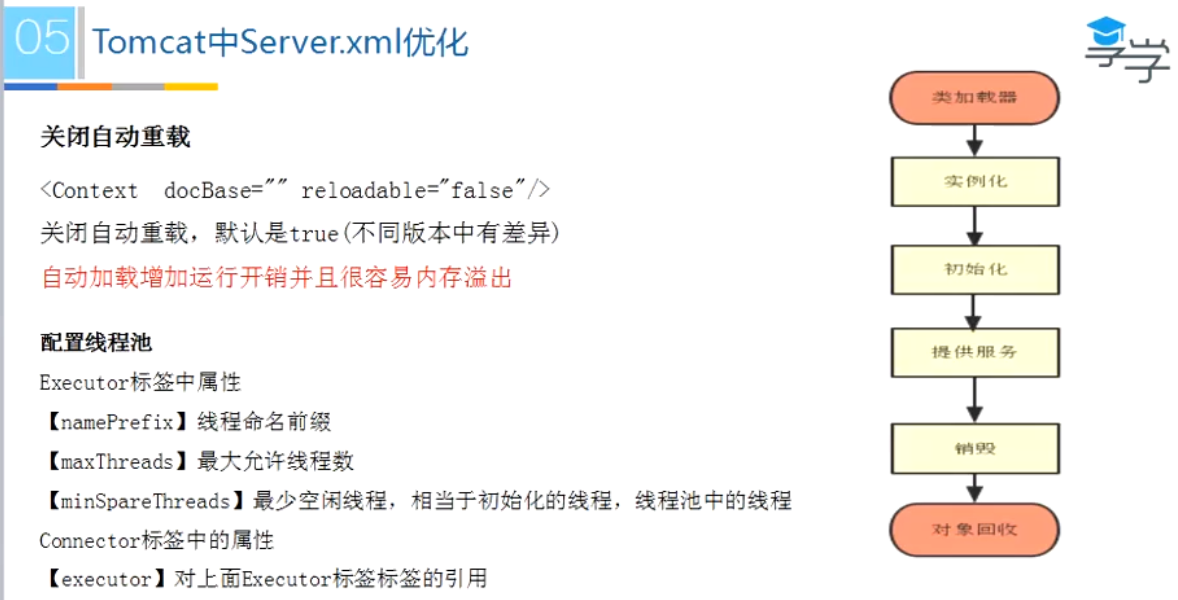 05
Tomcat中Server.xml优化
学学
关闭自动重载
<Context docBase="" reloadable="false"/>
关闭自动重载，默认是true(不同版本中有差异)
自动加载增加运行开销并且很容易内存溢出
配置线程池
Executor标签中属性
【namePrefix】线程命名前缀
【maxThreads】最大允许线程数
【minSpareThreads】最少空闲线程，相当于初始化的线程，线程池中的线程
Connector标签中的属性
【executor】对上面Executor标签标签的引用
类加载器
实例化
初始化
提供服务
销毁
对象回收